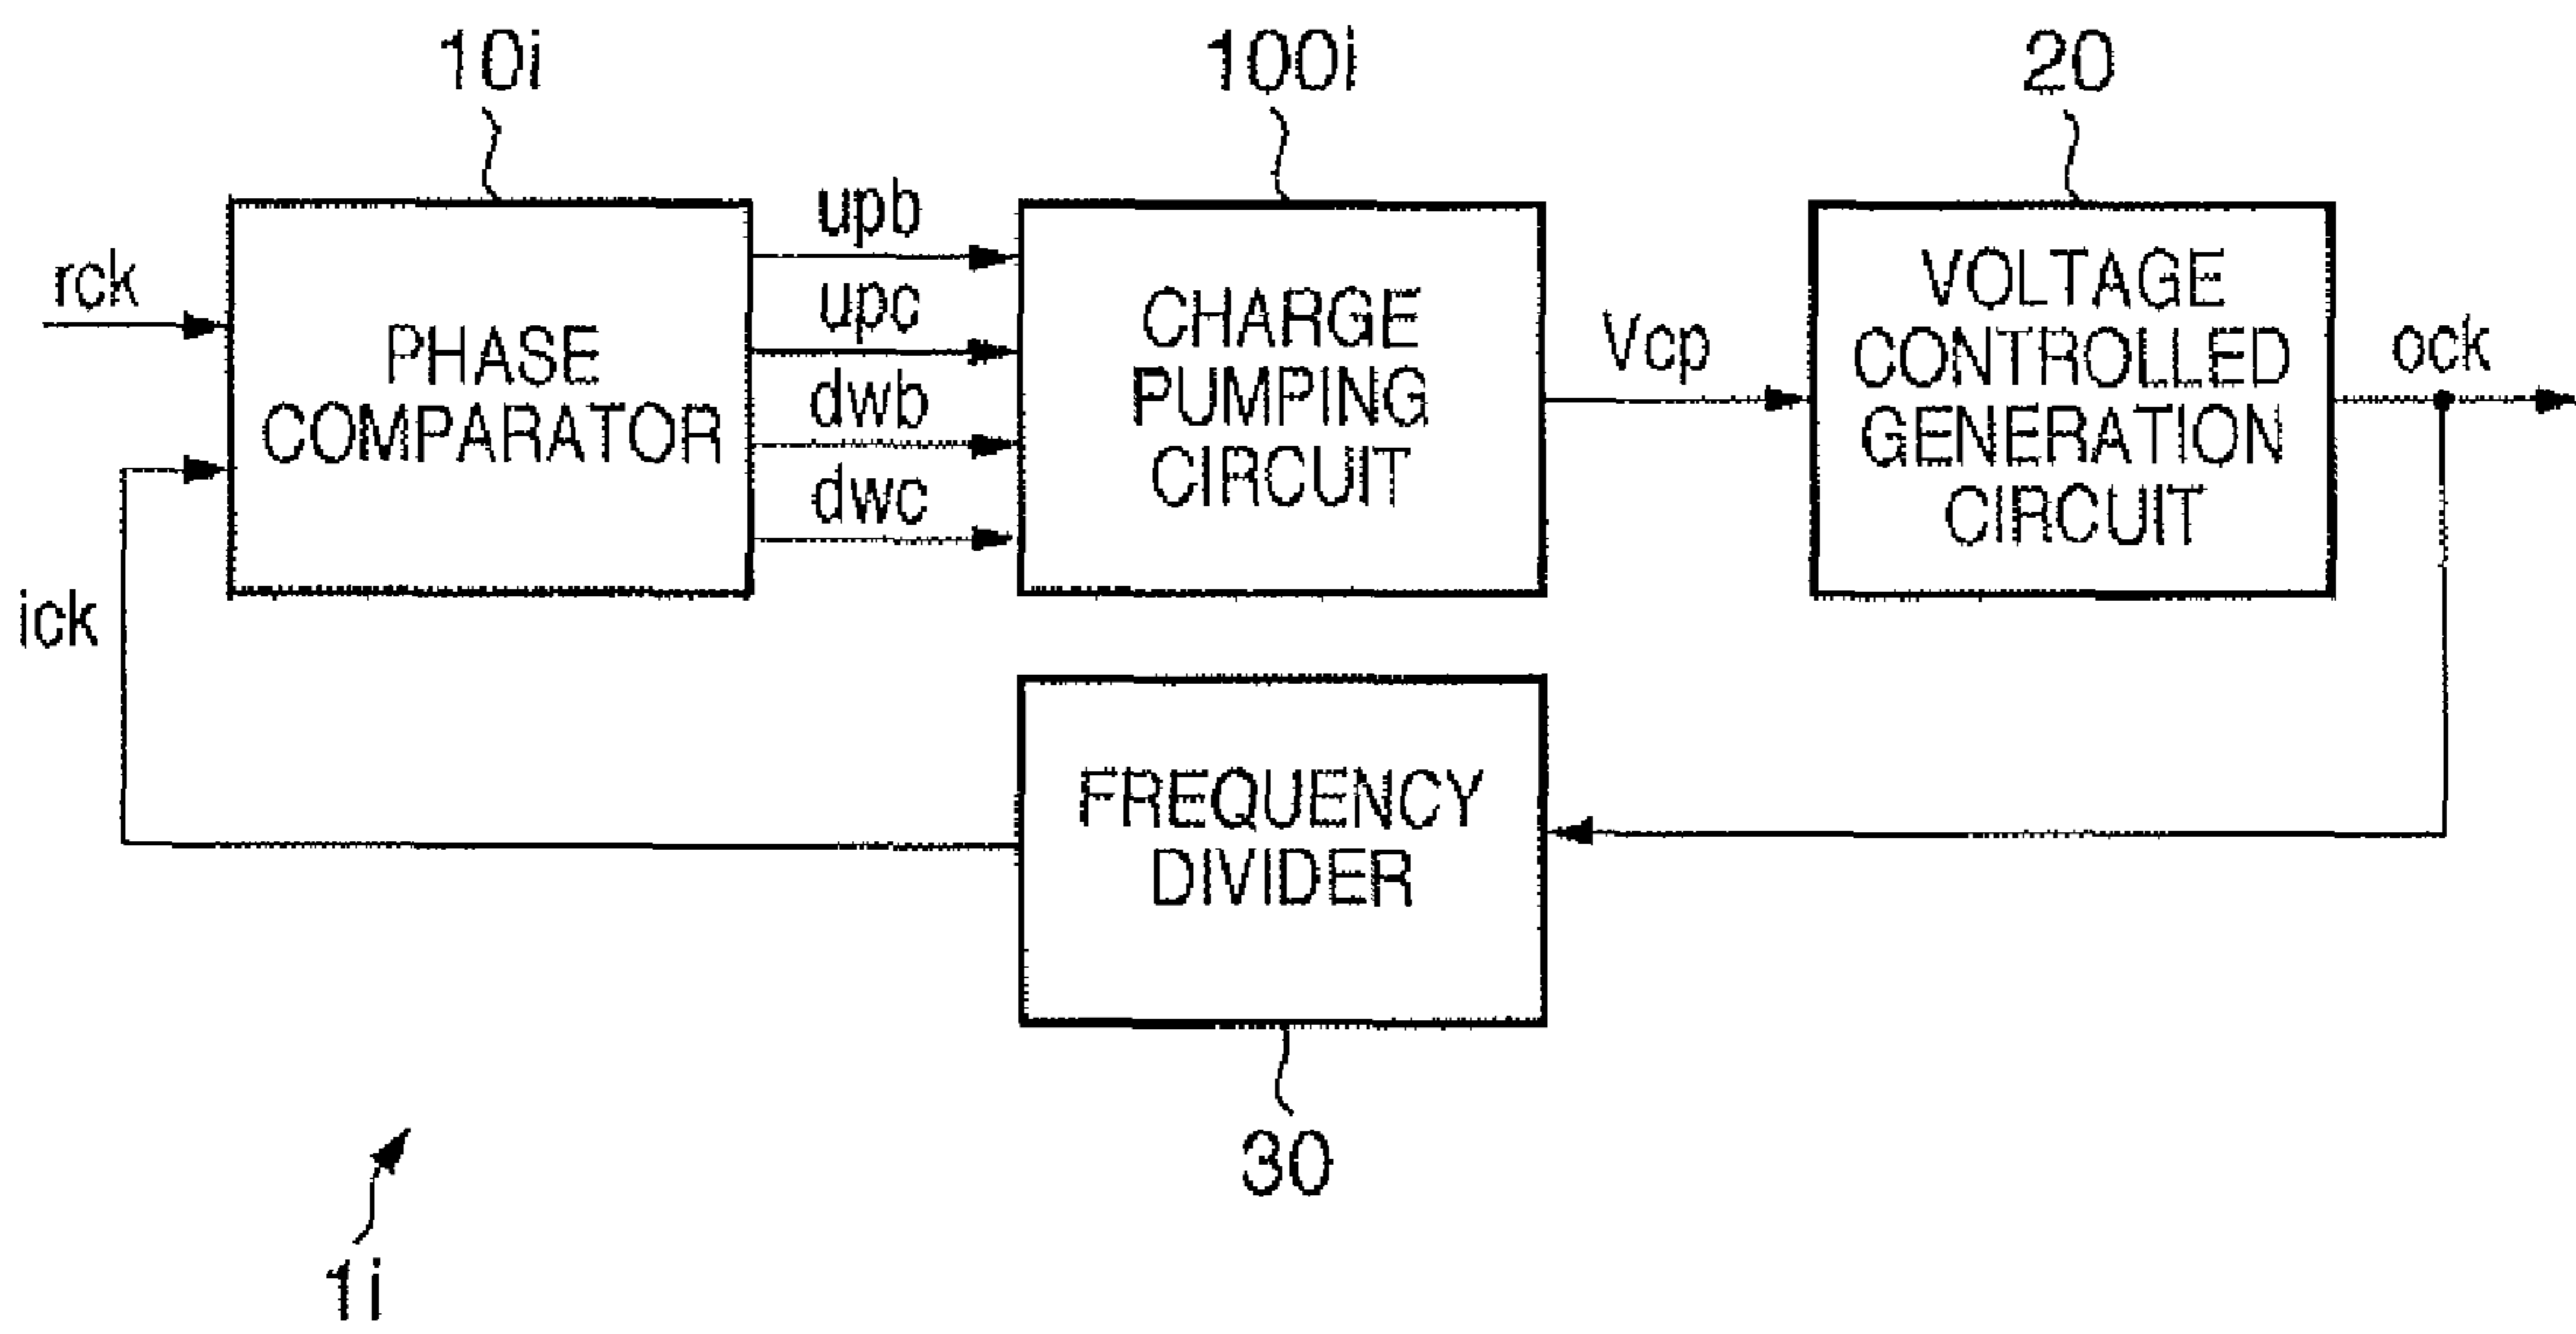 10i
100i
20
rck
ick
PHASE
COMPARATOR
upb
upc
dwb
dwc
CHARGE
PUMPING
CIRCUIT
Vcp
VOLTAGE
CONTROLLED
GENERATION
CIRCUIT
ock
FREQUENCY
DIVIDER
30
1i